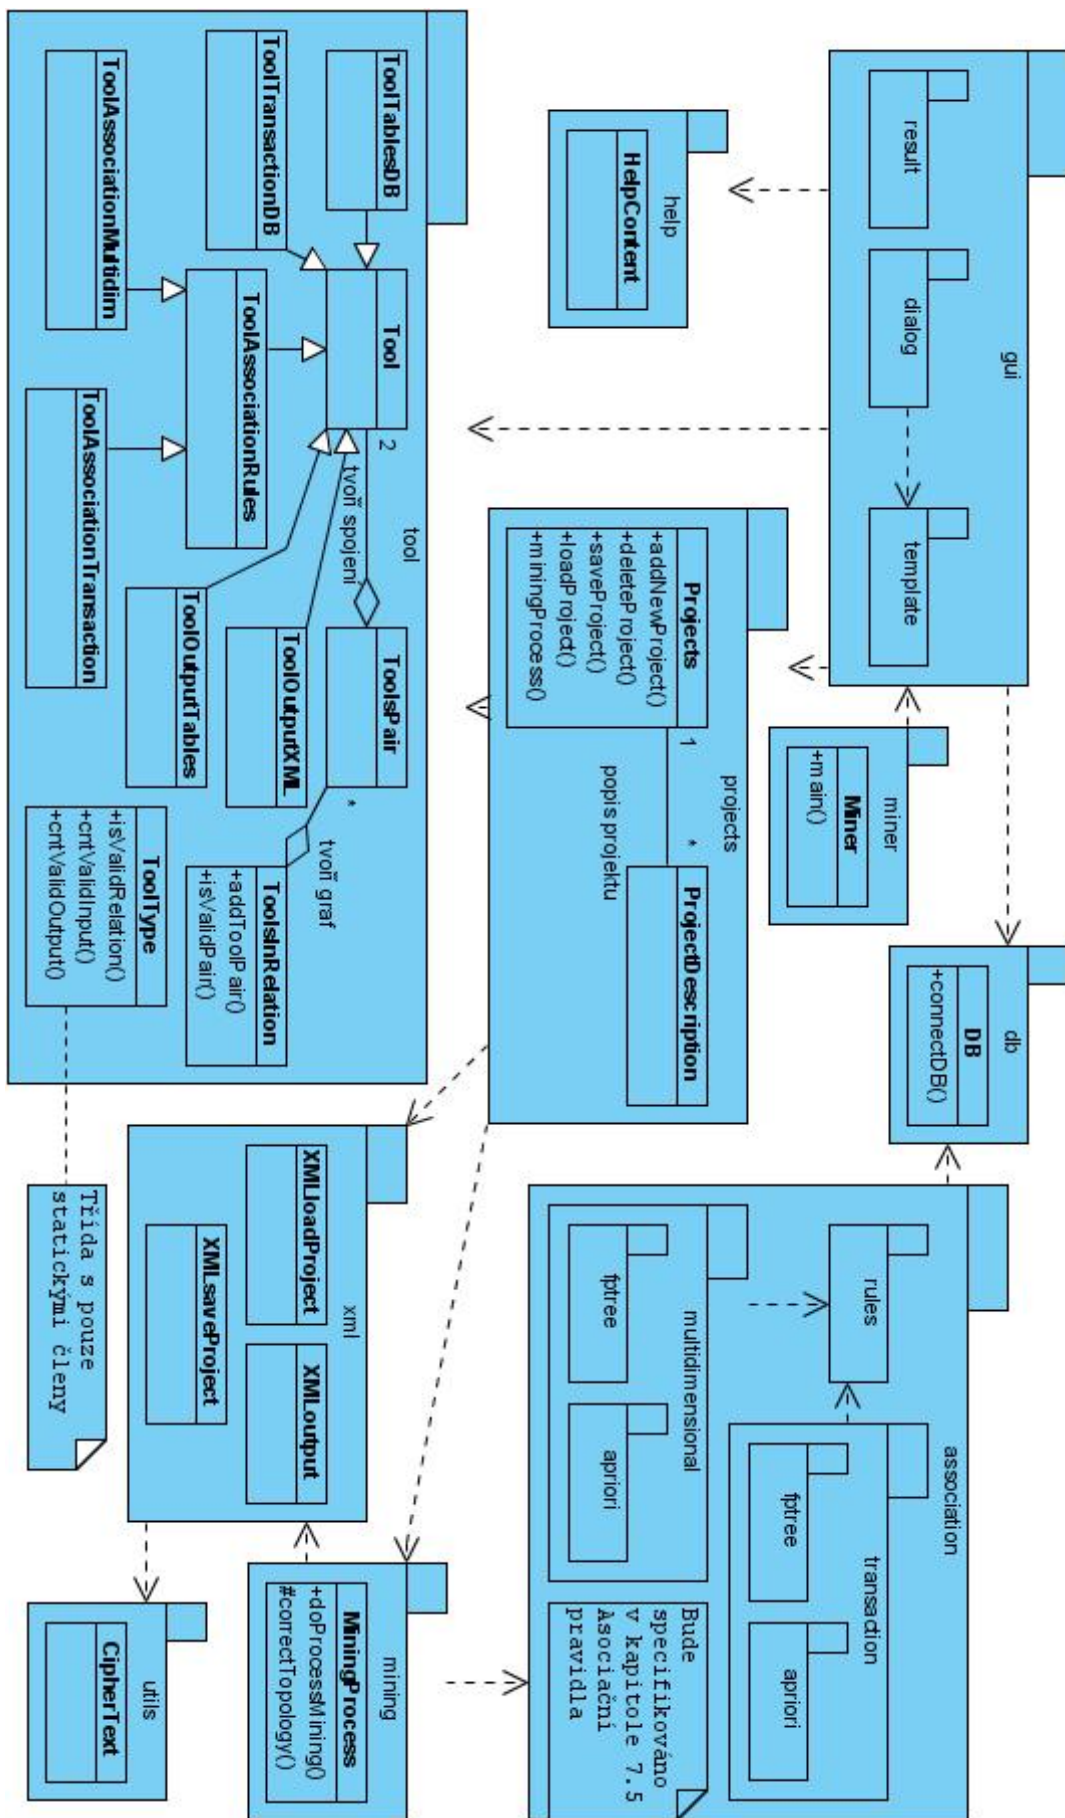 gui
result
dialog
template
help
HelpContent
miner
Miner
+main()
db
DB
+connectDB()
projects
Projects
+addNewProject()
+deleteProject()
+saveProject()
+loadProject()
+miningProcess()
1
*
popis projektu
ProjectDescription
association
rules
transaction
fptree
apriori
multidimensional
fptree
apriori
Bude
specifikováno
v kapitole 7.5
Asociační
pravidla
tool
ToolTablesDB
ToolTransactionDB
ToolAssociationMultidim
Tool
2
tvoří spojení
ToolAssociationRules
ToolAssociationTransaction
ToolsPair
*
tvoří graf
ToolOutputXML
ToolOutputTables
ToolsInRelation
+addToolPair()
+isValidPair()
ToolType
+isValidRelation()
+cntValidInput()
+cntValidOutput()
Třída s pouze
statickými členy
xml
XMLloadProject
XMLoutput
XMLsaveProject
mining
MiningProcess
+doProcessMining()
#correctTopology()
utils
CipherText